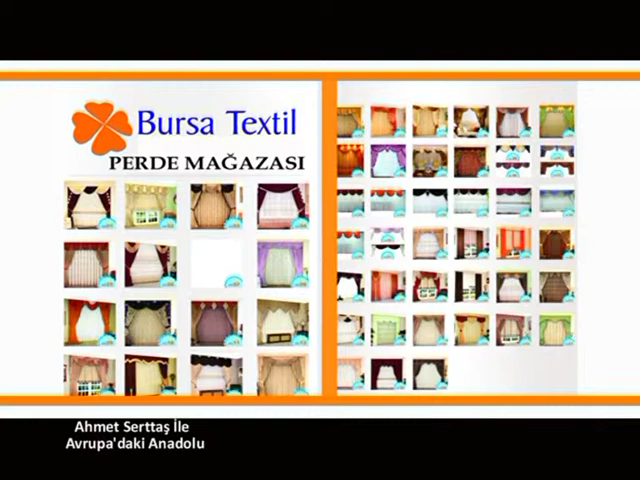 Bursa Textil
PERDE MAĞAZASI
Ahmet Serttaş İle
Avrupa'daki Anadolu